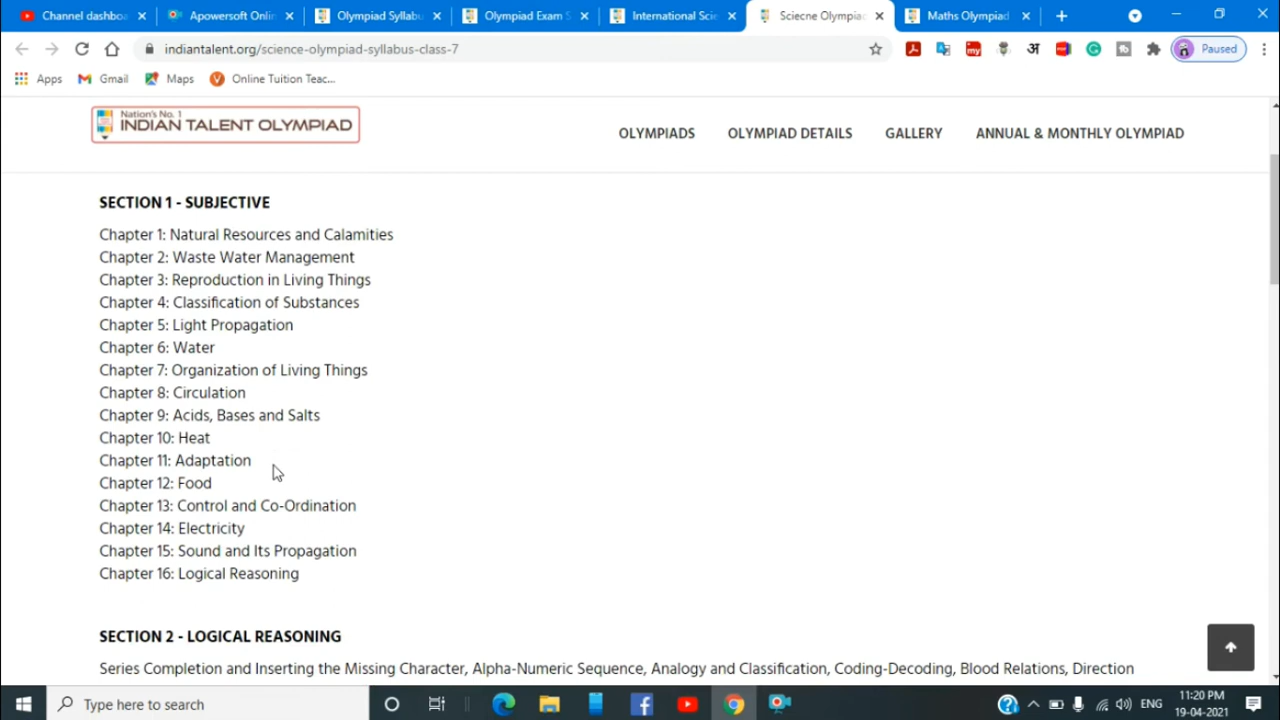 Channel dashboa
Apowersoft Onlin
Olympiad Syllabu
Olympiad Exam S
International Scie
Sciecne Olympiad
Maths Olympiad
indiantalent.org/science-olympiad-syllabus-class-7
अ
Paused
Apps
Gmail
Maps
Online Tuition Teac...
Nation's No. 1
INDIAN TALENT OLYMPIAD
OLYMPIADS
OLYMPIAD DETAILS
GALLERY
ANNUAL & MONTHLY OLYMPIAD
SECTION 1 - SUBJECTIVE
Chapter 1: Natural Resources and Calamities
Chapter 2: Waste Water Management
Chapter 3: Reproduction in Living Things
Chapter 4: Classification of Substances
Chapter 5: Light Propagation
Chapter 6: Water
Chapter 7: Organization of Living Things
Chapter 8: Circulation
Chapter 9: Acids, Bases and Salts
Chapter 10: Heat
Chapter 11: Adaptation
Chapter 12: Food
Chapter 13: Control and Co-Ordination
Chapter 14: Electricity
Chapter 15: Sound and Its Propagation
Chapter 16: Logical Reasoning
SECTION 2 - LOGICAL REASONING
Series Completion and Inserting the Missing Character, Alpha-Numeric Sequence, Analogy and Classification, Coding-Decoding, Blood Relations, Direction
Type here to search
ENG
11:20 PM
19-04-2021